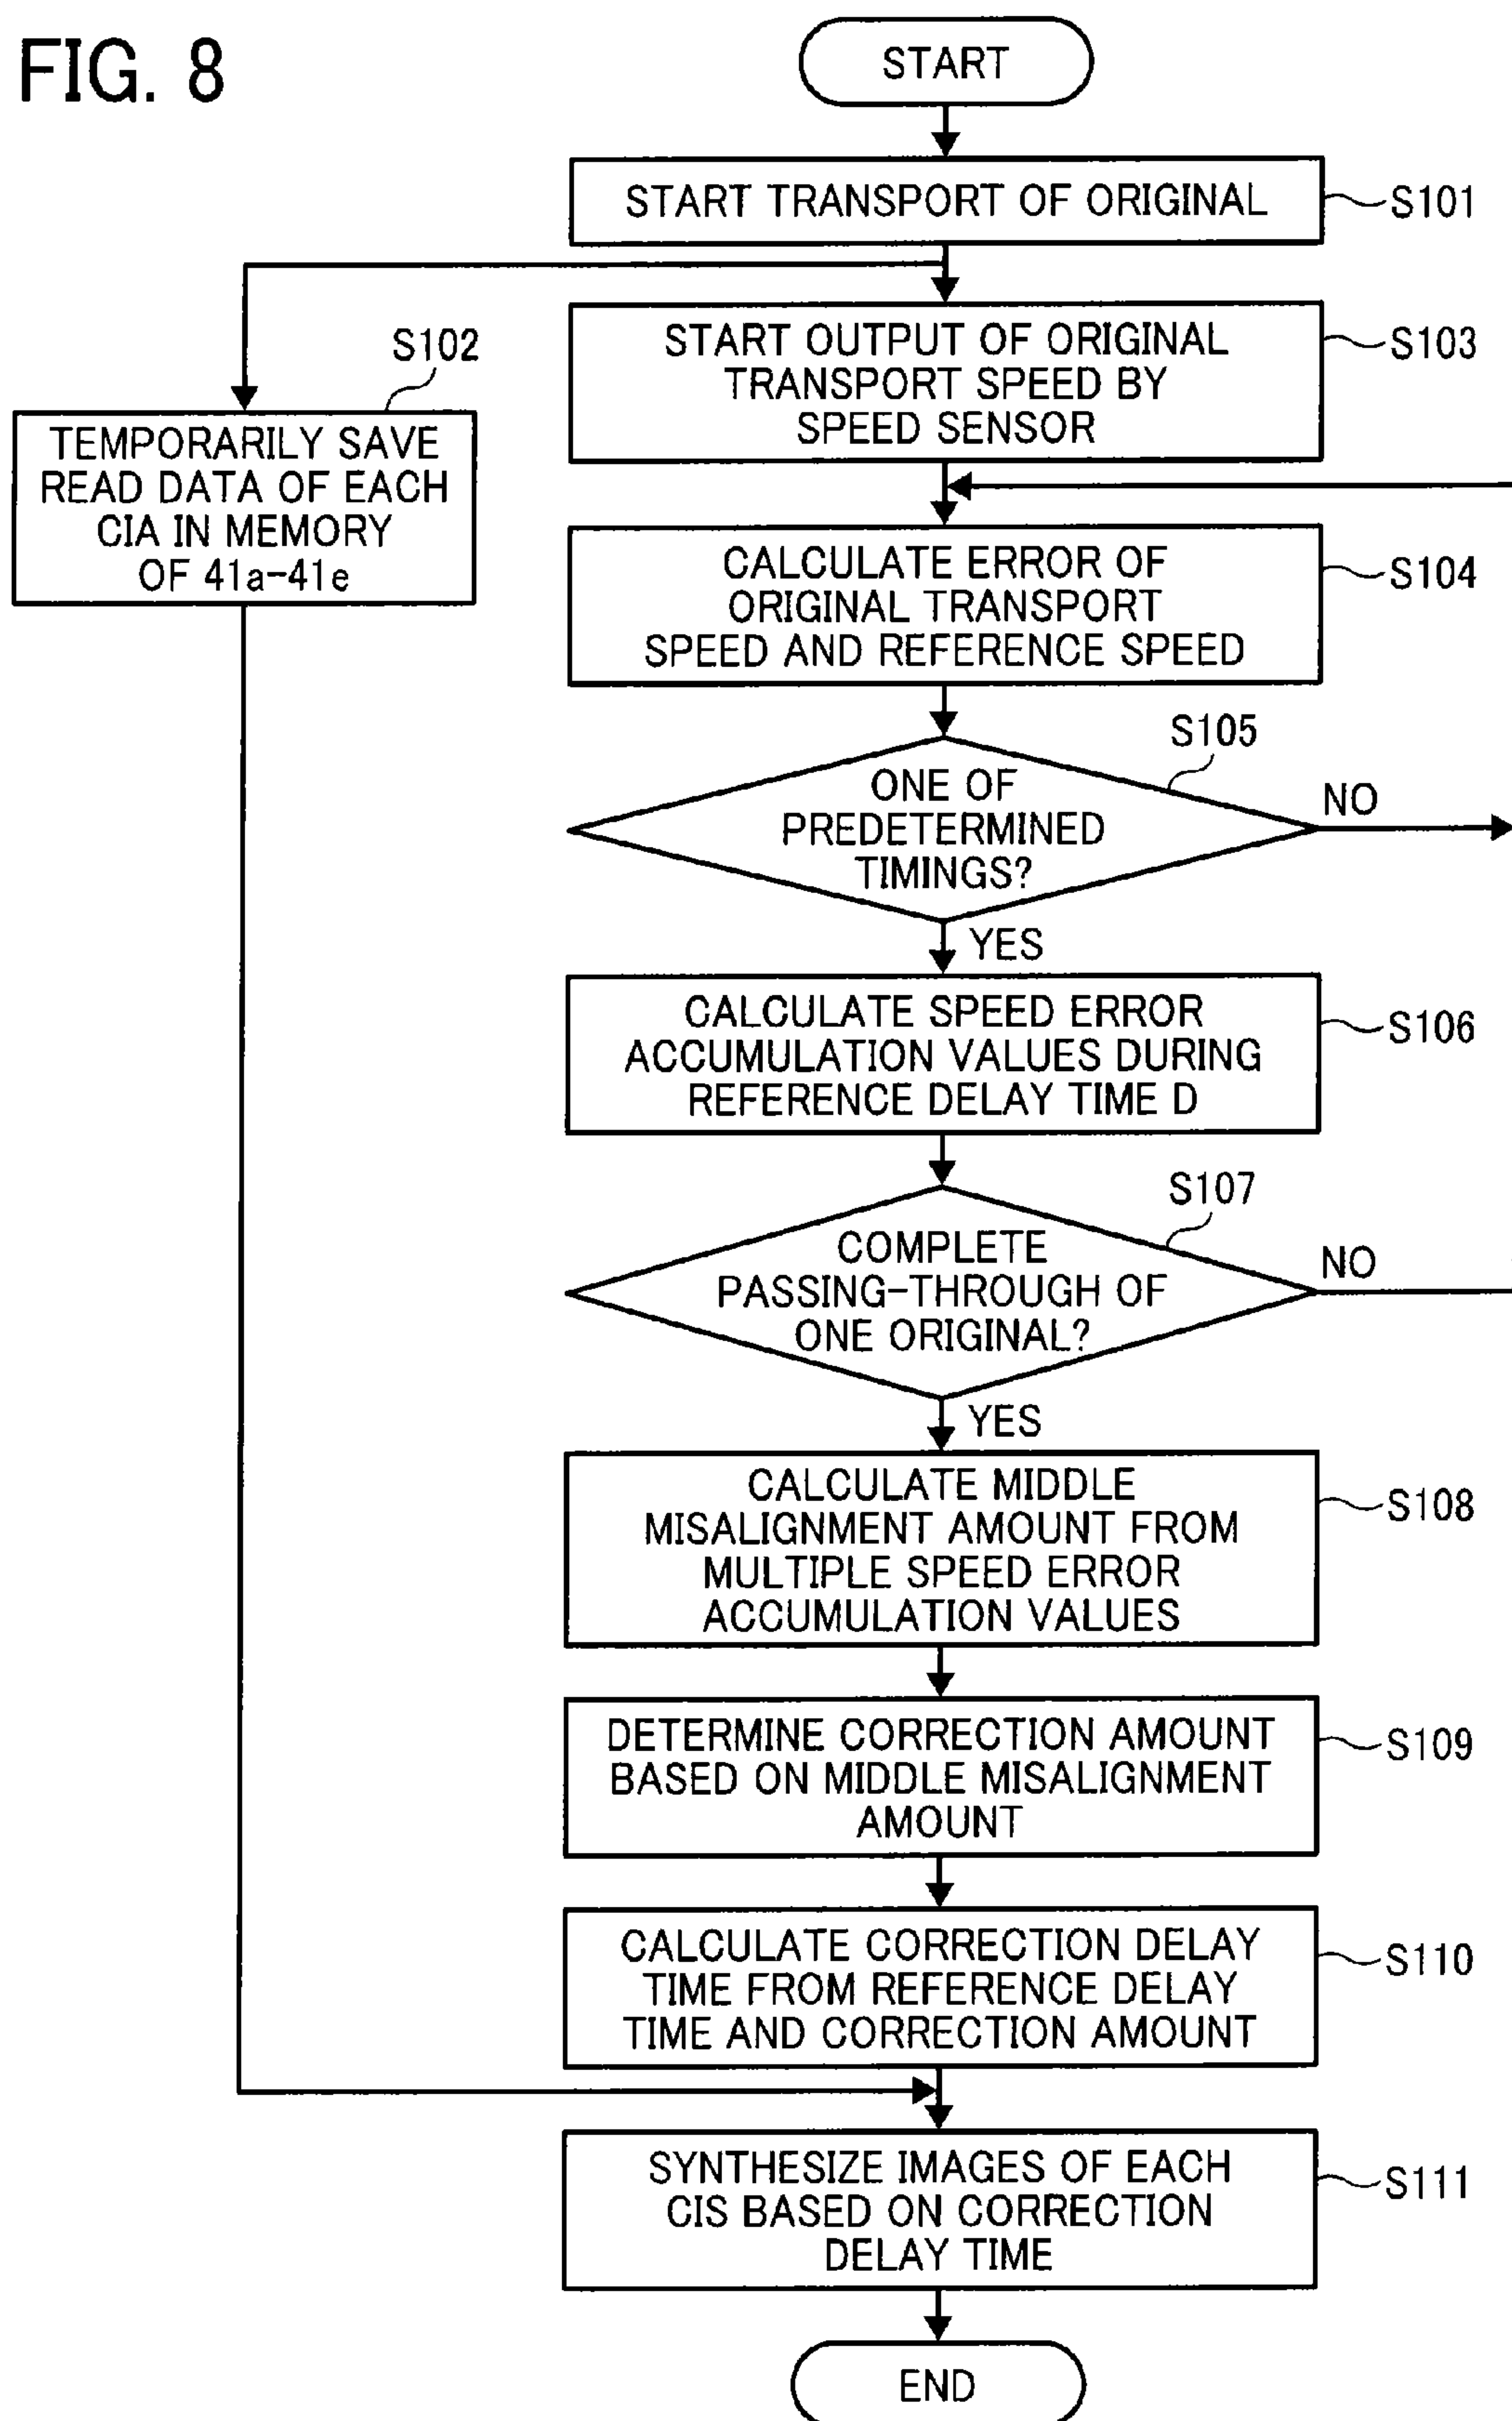 FIG. 8
START
START TRANSPORT OF ORIGINAL
S101
S102
TEMPORARILY SAVE
READ DATA OF EACH
CIA IN MEMORY
OF 41a-41e
START OUTPUT OF ORIGINAL
TRANSPORT SPEED BY
SPEED SENSOR
S103
CALCULATE ERROR OF
ORIGINAL TRANSPORT
SPEED AND REFERENCE SPEED
S104
S105
ONE OF
PREDETERMINED
TIMINGS?
NO
YES
CALCULATE SPEED ERROR
ACCUMULATION VALUES DURING
REFERENCE DELAY TIME D
S106
S107
COMPLETE
PASSING-THROUGH OF
ONE ORIGINAL?
NO
YES
CALCULATE MIDDLE
MISALIGNMENT AMOUNT FROM
MULTIPLE SPEED ERROR
ACCUMULATION VALUES
S108
DETERMINE CORRECTION AMOUNT
BASED ON MIDDLE MISALIGNMENT
AMOUNT
S109
CALCULATE CORRECTION DELAY
TIME FROM REFERENCE DELAY
TIME AND CORRECTION AMOUNT
S110
SYNTHESIZE IMAGES OF EACH
CIS BASED ON CORRECTION
DELAY TIME
S111
END